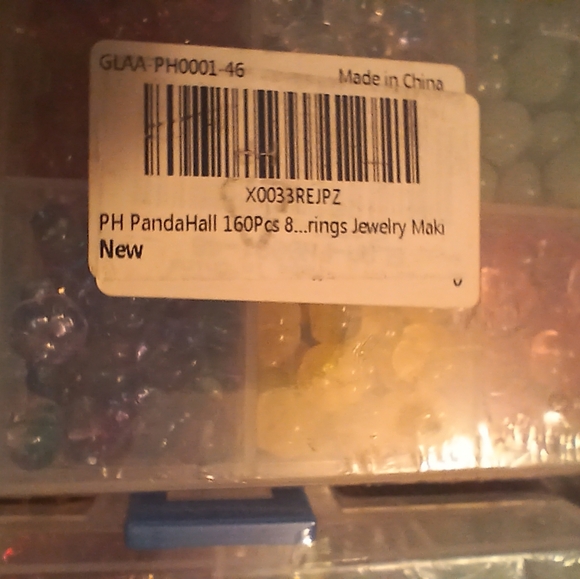 GLAA-PH0001-46
Made in China
X0033REJPZ
PH PandaHall 160Pcs 8...rings Jewelry Maki
New